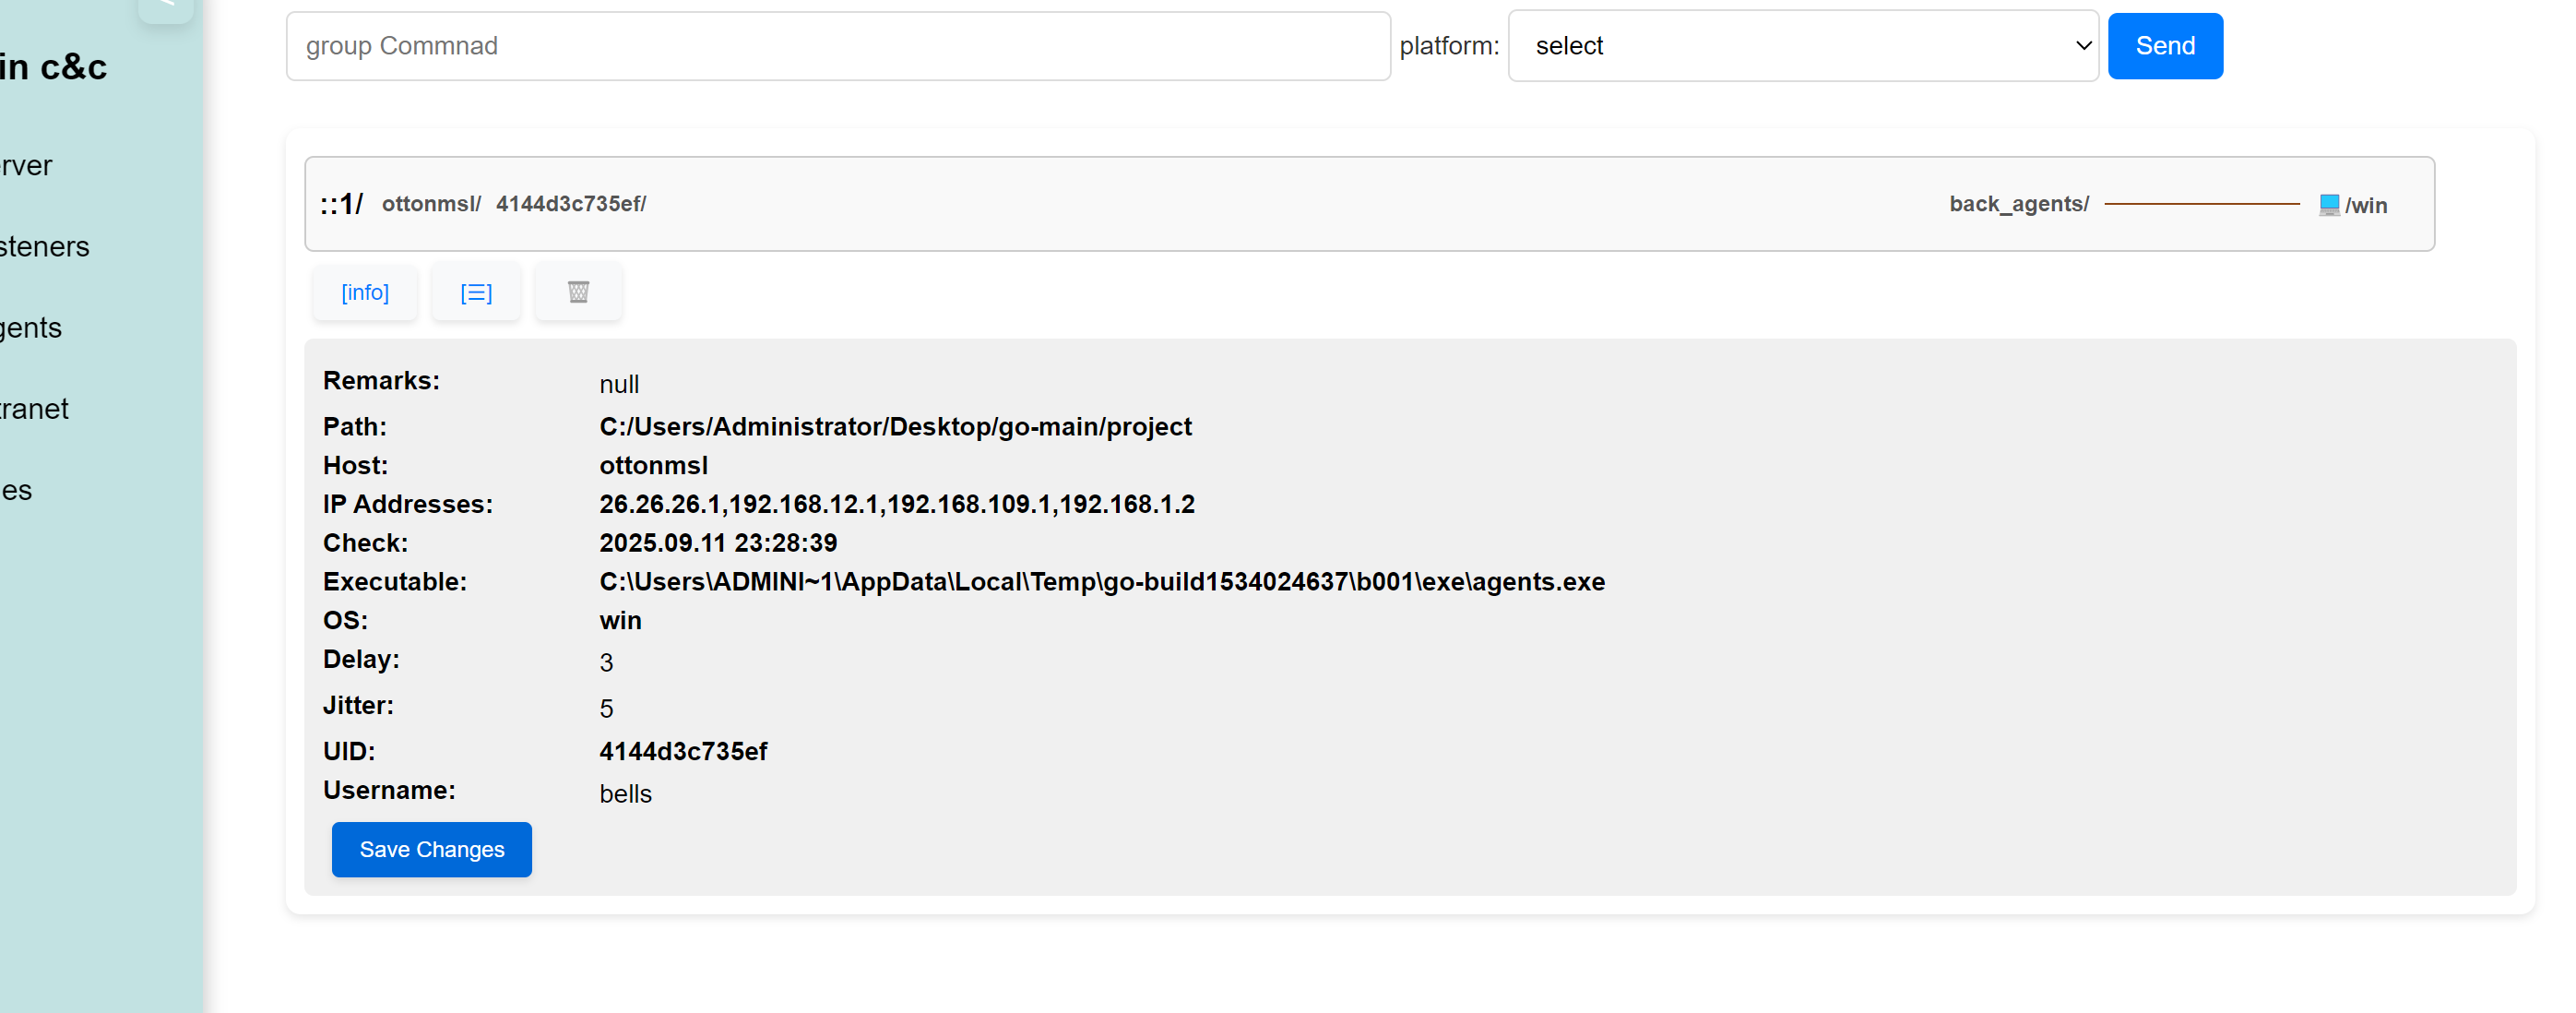 group Commnad platform: select Send
in c&c
::1/ ottonmsl/ 4144d3c735ef/ back_agents/ /win
[info] [☰]
Remarks: null
Path: C:/Users/Administrator/Desktop/go-main/project
Host: ottonmsl
IP Addresses: 26.26.26.1,192.168.12.1,192.168.109.1,192.168.1.2
Check: 2025.09.11 23:28:39
Executable: C:\Users\ADMINI~1\AppData\Local\Temp\go-build1534024637\b001\exe\agents.exe
OS: win
Delay: 3
Jitter: 5
UID: 4144d3c735ef
Username: bells
Save Changes
rver
steners
gents
ranet
es